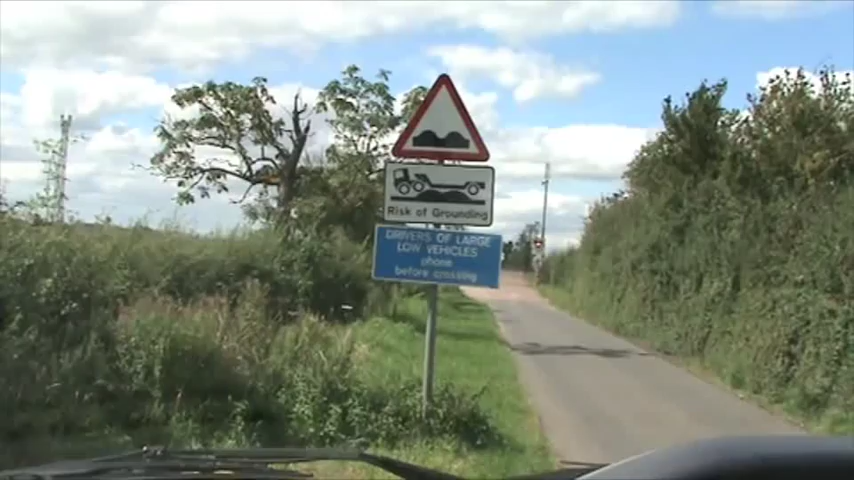 Risk of Grounding
DRIVERS OF LARGE
LOW VEHICLES
phone
before crossing